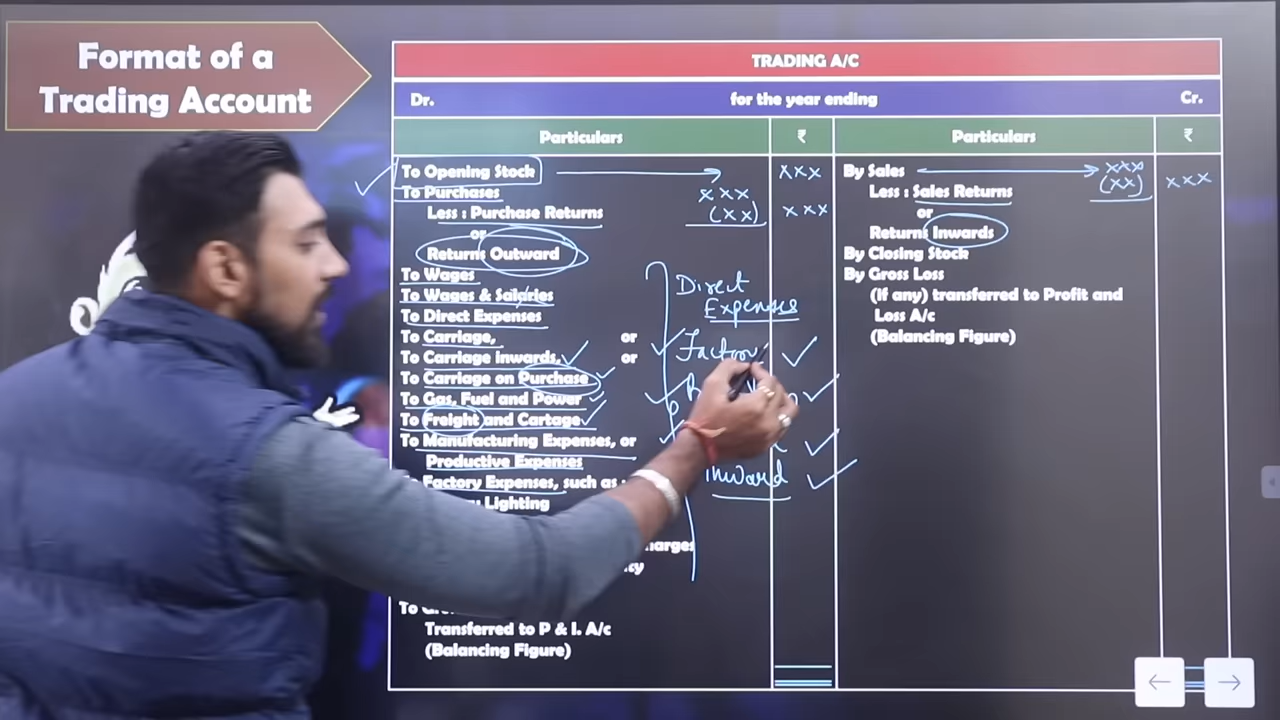 Format of a
Trading Account
TRADING A/C
Dr. for the year ending Cr.
Particulars ₹ Particulars ₹
To Opening Stock xxx
To Purchases xxx
Less : Purchase Returns (xx) xxx
or
Returns Outward
To Wages
To Wages & Salaries
To Direct Expenses
To Carriage, or
To Carriage inwards, or
To Carriage on Purchase
To Gas, Fuel and Power
To Freight and Cartage
To Manufacturing Expenses, or
Productive Expenses
To Factory Expenses, such as :
Lighting
Transferred to P & L A/c
(Balancing Figure)
Direct
Expenses
Factory
Inward
By Sales xxx
Less : Sales Returns (xx) xxx
or
Returns Inwards
By Closing Stock
By Gross Loss
(If any) transferred to Profit and
Loss A/c
(Balancing Figure)